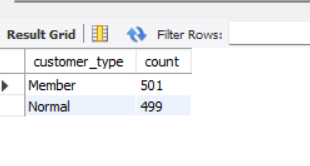 Result Grid Filter Rows:
customer_type count
Member 501
Normal 499